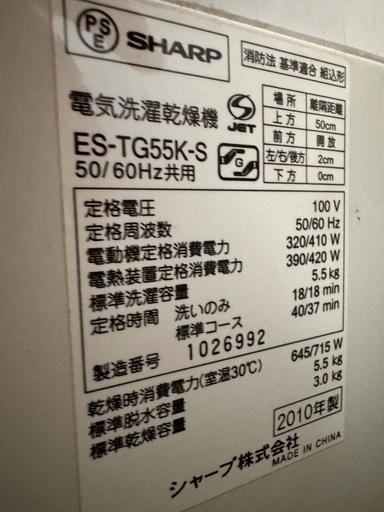 PSE SHARP
消防法 基準適合 組込形
電気洗濯乾燥機
S-JET
ES-TG55K-S
50/60Hz共用
G
場所 離隔距離
上方 50cm
前方 開放
左/右/後方 2cm
下方 0cm
定格電圧 100 V
定格周波数 50/60 Hz
電動機定格消費電力 320/410 W
電熱装置定格消費電力 390/420 W
標準洗濯容量 5.5 kg
定格時間 洗いのみ 18/18 min
標準コース 40/37 min
製造番号 1026992
乾燥時消費電力(室温30℃) 645/715 W
標準脱水容量 5.5 kg
標準乾燥容量 3.0 kg
2010年製
シャープ株式会社
MADE IN CHINA